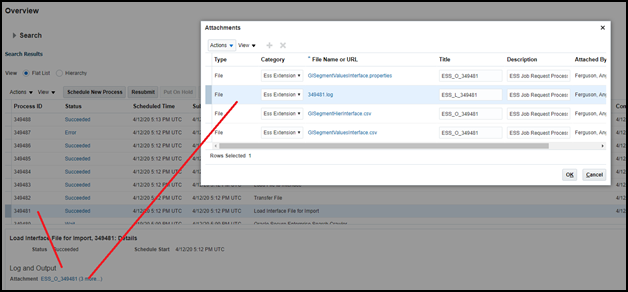 Overview
Search
Search Results
View Flat List Hierarchy
Actions View Schedule New Process Resubmit Put On Hold
Process ID Status Scheduled Time
349488 Succeeded 4/12/20 5:13 PM UTC
349487 Error 4/12/20 5:12 PM UTC
349486 Succeeded 4/12/20 5:12 PM UTC
349485 Succeeded 4/12/20 5:12 PM UTC
349484 Succeeded 4/12/20 5:12 PM UTC
349483 Succeeded 4/12/20 5:12 PM UTC
349482 Succeeded 4/12/20 5:12 PM UTC Transfer File
349481 Succeeded 4/12/20 5:12 PM UTC Load Interface File for Import
Load Interface File for Import, 349481: Details
Status Succeeded Schedule Start 4/12/20 5:12 PM UTC
Log and Output
Attachment ESS_O_349481 (3 more...)
Attachments
Actions View
Type Category * File Name or URL Title Description Attached By
File Ess Extension GlSegmentValuesInterface.properties ESS_O_349481 ESS Job Request Process Ferguson, Ang
File Ess Extension 349481.log ESS_L_349481 ESS Job Request Process Ferguson, Ang
File Ess Extension GlSegmentHierInterface.csv ESS_O_349481 ESS Job Request Process Ferguson, Ang
File Ess Extension GlSegmentValuesInterface.csv ESS_O_349481 ESS Job Request Process Ferguson, Ang
Rows Selected 1
OK Cancel